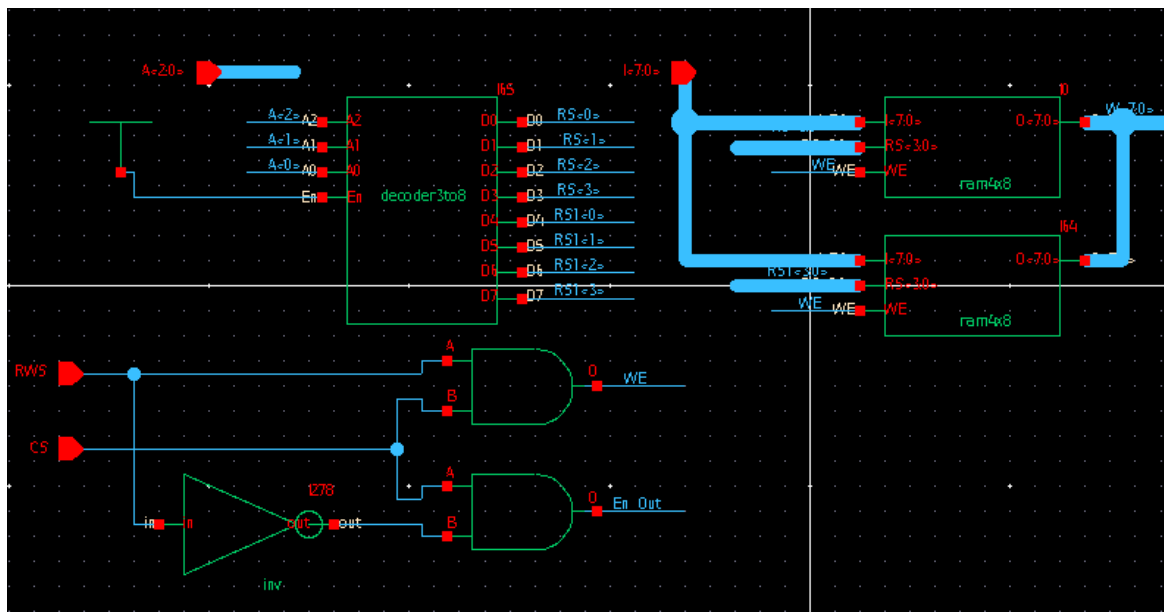 A<2:0>
I<7:0>
I65
A<2> A2 A2 D0 D0 RS<0>
A<1> A1 A1 D1 D1 RS<1>
A<0> A0 A0 D2 D2 RS<2>
En En D3 D3 RS<3>
decoder3to8
D4 D4 RS1<0>
D5 D5 RS1<1>
D6 D6 RS1<2>
D7 D7 RS1<3>
I<7:0> O<7:0>
RS<3:0>
WE WE WE
ram4x8
I64
I<7:0> O<7:0>
RS1<3:0> RS<3:0>
WE WE WE
ram4x8
RWS
A
B
O
WE
CS
A
B
O
En Out
1278
in in out out
inv